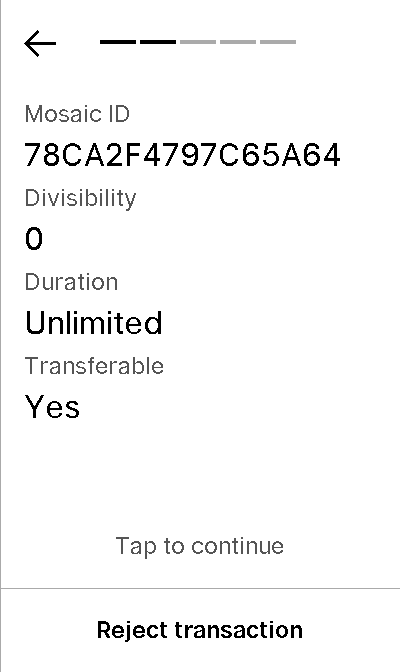 Mosaic ID
78CA2F4797C65A64
Divisibility
0
Duration
Unlimited
Transferable
Yes
Tap to continue
Reject transaction